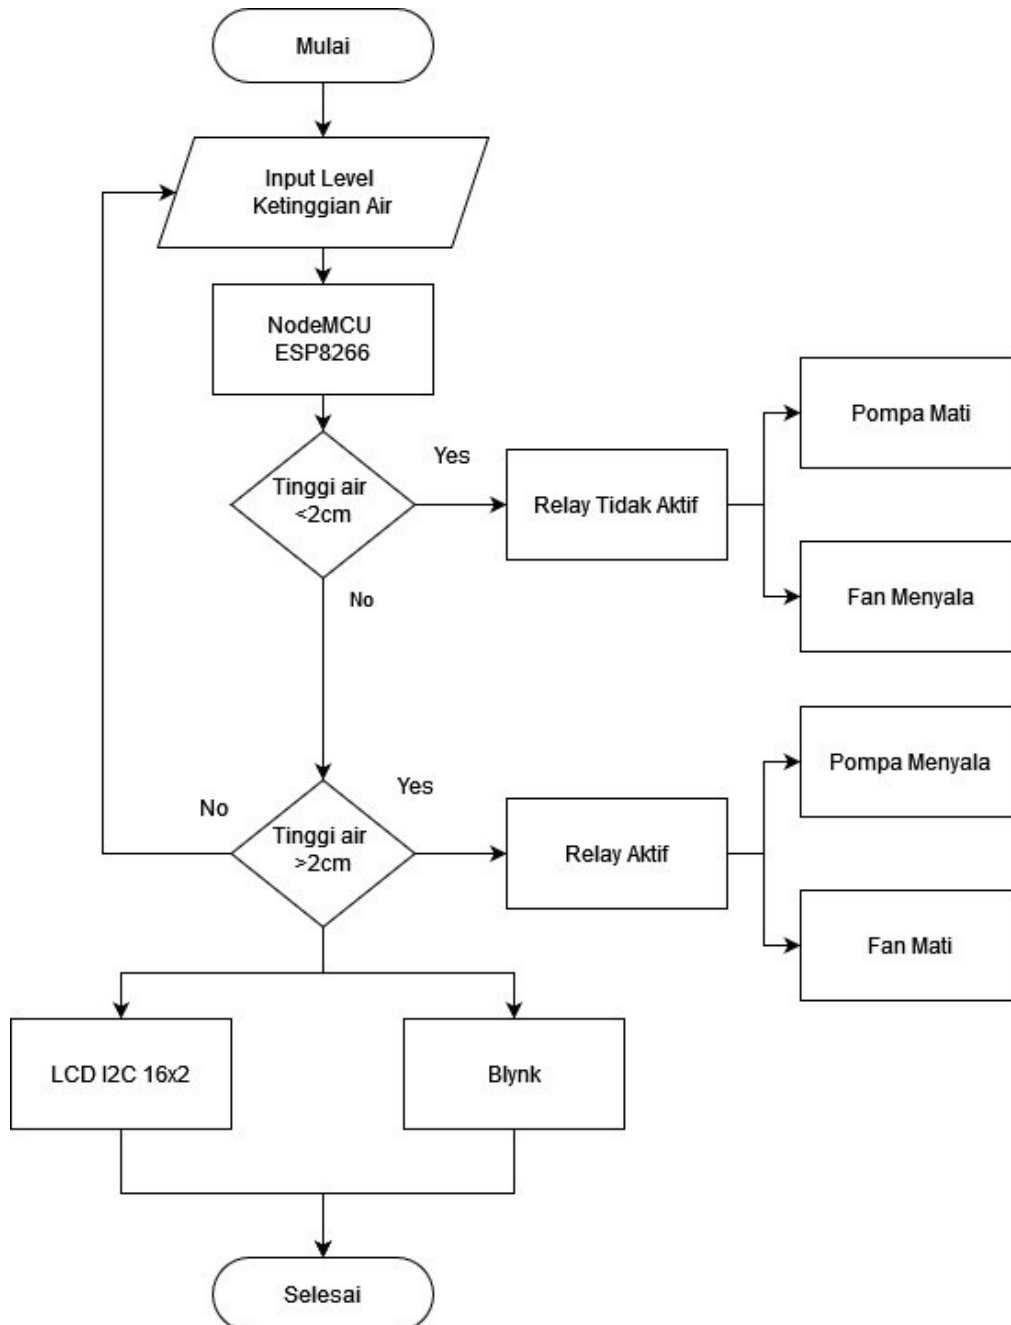 Mulai
Input Level
Ketinggian Air
NodeMCU
ESP8266
Tinggi air
<2cm
Yes
No
Relay Tidak Aktif
Pompa Mati
Fan Menyala
Tinggi air
>2cm
No
Yes
Relay Aktif
Pompa Menyala
Fan Mati
LCD I2C 16x2
Blynk
Selesai